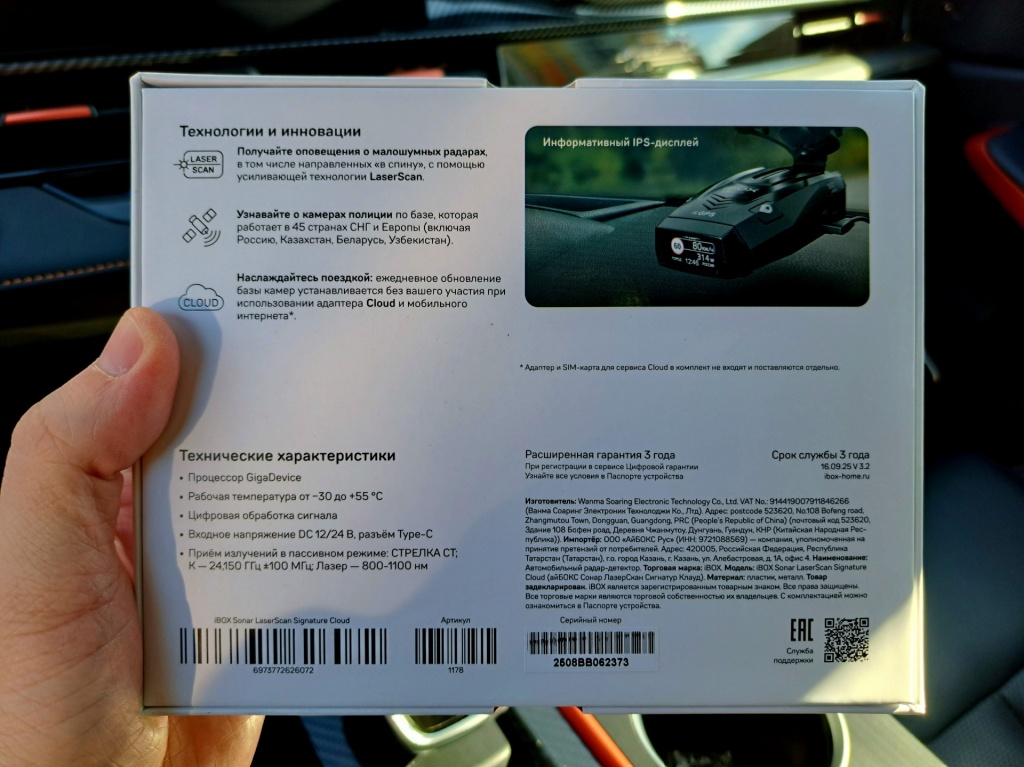 Технологии и инновации
LASER
SCAN
Получайте оповещения о малошумных радарах,
в том числе направленных «в спину», с помощью
усиливающей технологии LaserScan.
Узнавайте о камерах полиции по базе, которая
работает в 45 странах СНГ и Европы (включая
Россию, Казахстан, Беларусь, Узбекистан).
CLOUD
Наслаждайтесь поездкой: ежедневное обновление
базы камер устанавливается без вашего участия при
использовании адаптера Cloud и мобильного
интернета*.
Информативный IPS-дисплей
GPS
60
80
314
12:46
* Адаптер и SIM-карта для сервиса Cloud в комплект не входят и поставляются отдельно.
Технические характеристики
• Процессор GigaDevice
• Рабочая температура от −30 до +55 °C
• Цифровая обработка сигнала
• Входное напряжение DC 12/24 В, разъём Type-C
• Приём излучений в пассивном режиме: СТРЕЛКА СТ;
К — 24,150 ГГц ±100 МГц; Лазер — 800-1100 нм
Расширенная гарантия 3 года
При регистрации в сервисе Цифровой гарантии
Узнайте все условия в Паспорте устройства
Срок службы 3 года
16.09.25 V 3.2
ibox-home.ru
Изготовитель: Wanma Soaring Electronic Technology Co., Ltd. VAT No.: 914419007911846266
(Ванма Соаринг Электроник Технолоджи Ко., Лтд). Адрес: postcode 523620, No.108 Bofeng road,
Zhangmutou Town, Dongguan, Guangdong, PRC (People's Republic of China) (почтовый код 523620,
Здание 108 Бофен роад, Деревня Чжанмутоу, Дунгуань, Гуандун, КНР (Китайская Народная Рес-
публика)). Импортёр: ООО «АйБОКС Рус» (ИНН: 9721088569) — компания, уполномоченная на
принятие претензий от потребителей. Адрес: 420005, Российская Федерация, Республика
Татарстан (Татарстан), г.о. город Казань, г. Казань, ул. Алебастровая, д. 1А, офис 4. Наименование:
Автомобильный радар-детектор. Торговая марка: iBOX. Модель: iBOX Sonar LaserScan Signature
Cloud (айБОКС Сонар ЛазерСкан Сигнатур Клауд). Материал: пластик, металл. Товар
задекларирован. iBOX является зарегистрированным товарным знаком. Все права защищены.
Все торговые марки являются торговой собственностью их владельцев. С комплектацией можно
ознакомиться в Паспорте устройства.
iBOX Sonar LaserScan Signature Cloud
6973772626072
Артикул
1178
Серийный номер
2508BB062373
EAC
Служба
поддержки